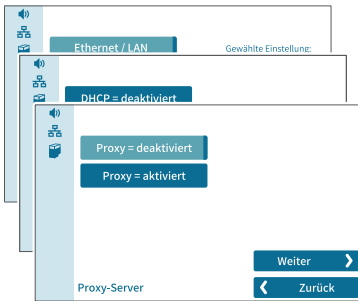 Ethernet / LAN
Gewählte Einstellung:
DHCP = deaktiviert
Proxy = deaktiviert
Proxy = aktiviert
Weiter
Proxy-Server
Zurück